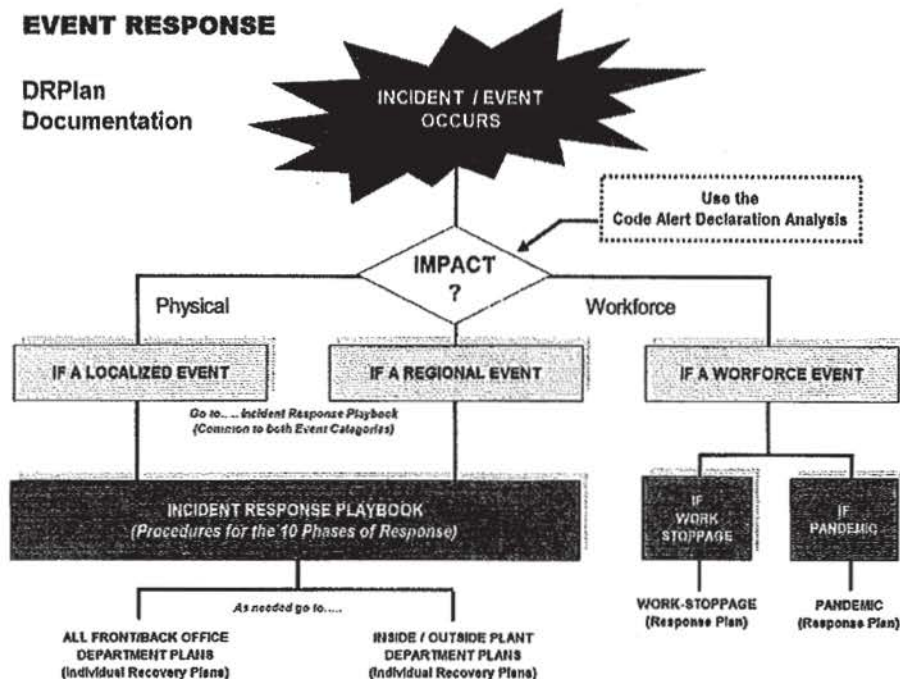 EVENT RESPONSE
DRPlan
Documentation
INCIDENT / EVENT
OCCURS
Use the
Code Alert Declaration Analysis
IMPACT
?
Physical
Workforce
IF A LOCALIZED EVENT
IF A REGIONAL EVENT
IF A WORFORCE EVENT
Go to..... Incident Response Playbook
(Common to both Event Categories)
INCIDENT RESPONSE PLAYBOOK
(Procedures for the 10 Phases of Response)
IF
WORK
STOPPAGE
IF
PANDEMIC
As needed go to.....
WORK-STOPPAGE
(Response Plan)
PANDEMIC
(Response Plan)
ALL FRONT/BACK OFFICE
DEPARTMENT PLANS
(Individual Recovery Plans)
INSIDE / OUTSIDE PLANT
DEPARTMENT PLANS
(Individual Recovery Plans)